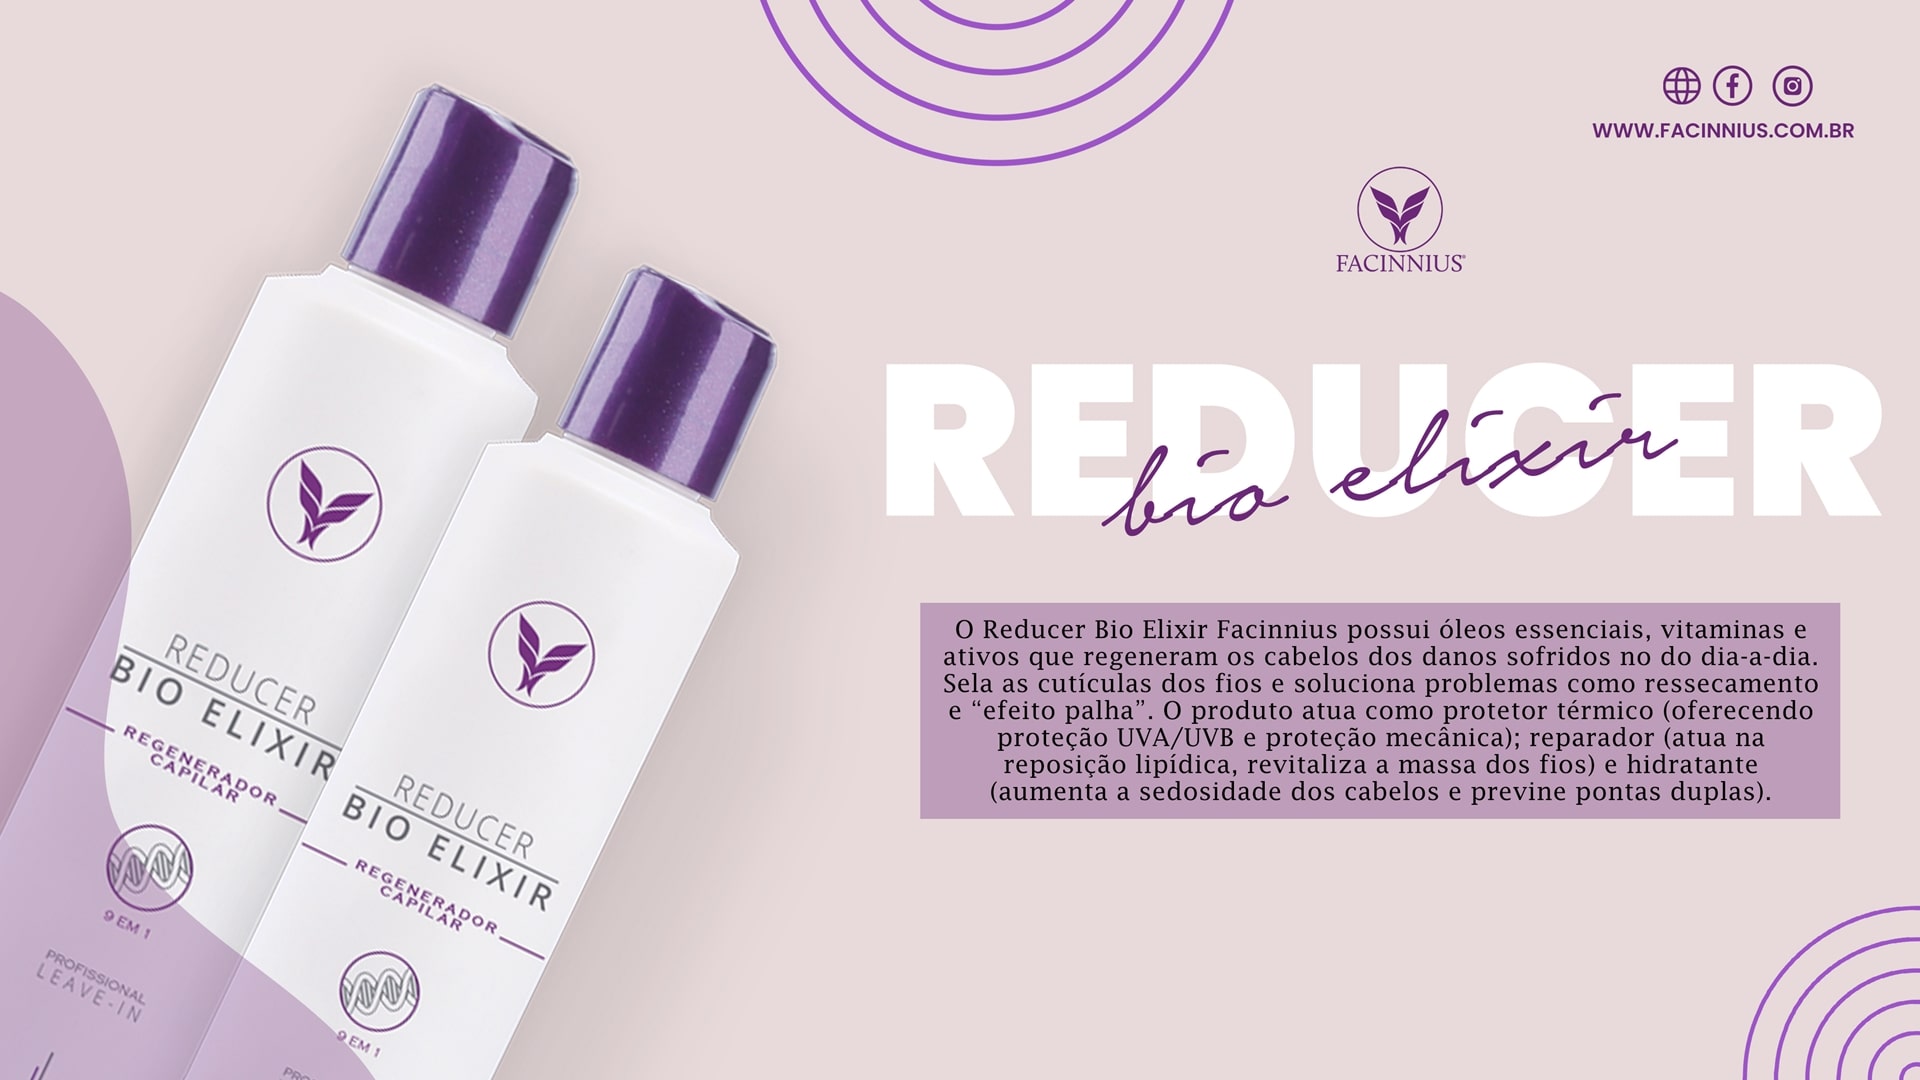 WWW.FACINNIUS.COM.BR
FACINNIUS®
REDUCER
bio elixir
O Reducer Bio Elixir Facinnius possui óleos essenciais, vitaminas e
ativos que regeneram os cabelos dos danos sofridos no do dia-a-dia.
Sela as cutículas dos fios e soluciona problemas como ressecamento
e “efeito palha”. O produto atua como protetor térmico (oferecendo
proteção UVA/UVB e proteção mecânica); reparador (atua na
reposição lipídica, revitaliza a massa dos fios) e hidratante
(aumenta a sedosidade dos cabelos e previne pontas duplas).
REDUCER
BIO ELIXIR
REGENERADOR
CAPILAR
9 EM 1
PROFISSIONAL
LEAVE-IN
REDUCER
BIO ELIXIR
REGENERADOR
CAPILAR
9 EM 1